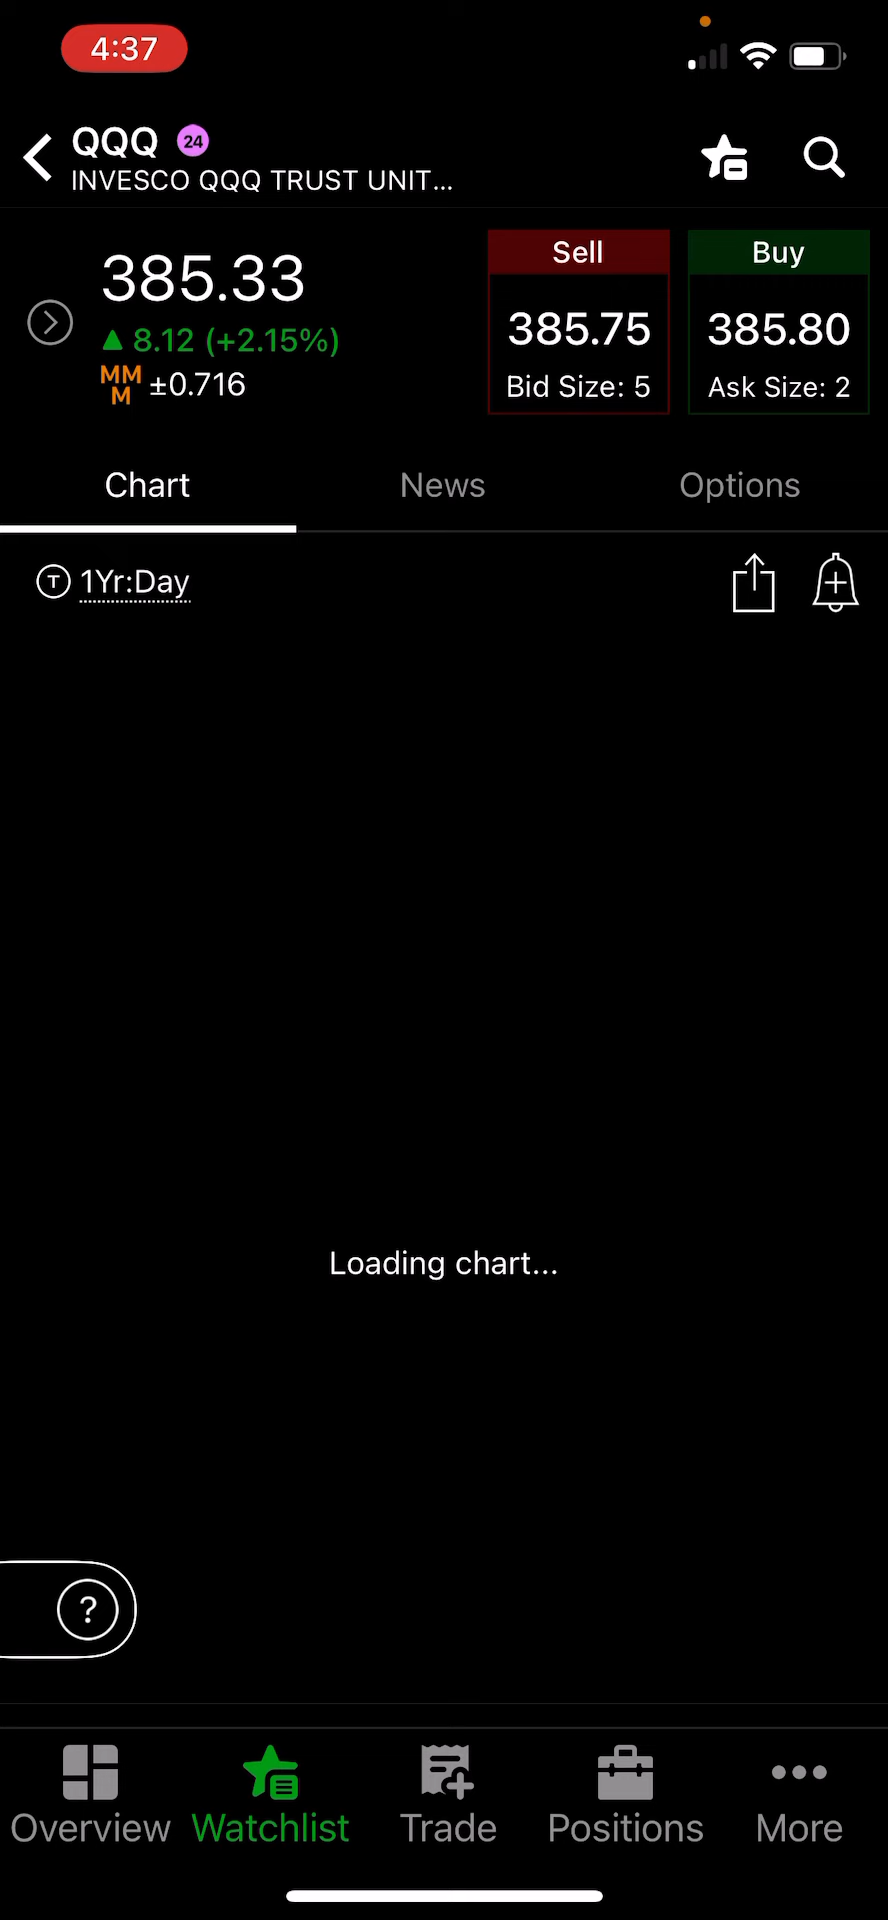 4:37
QQQ 24
INVESCO QQQ TRUST UNIT...
385.33
8.12 (+2.15%)
MMM ±0.716
Sell
385.75
Bid Size: 5
Buy
385.80
Ask Size: 2
Chart News Options
T 1Yr:Day
Loading chart...
?
Overview Watchlist Trade Positions More